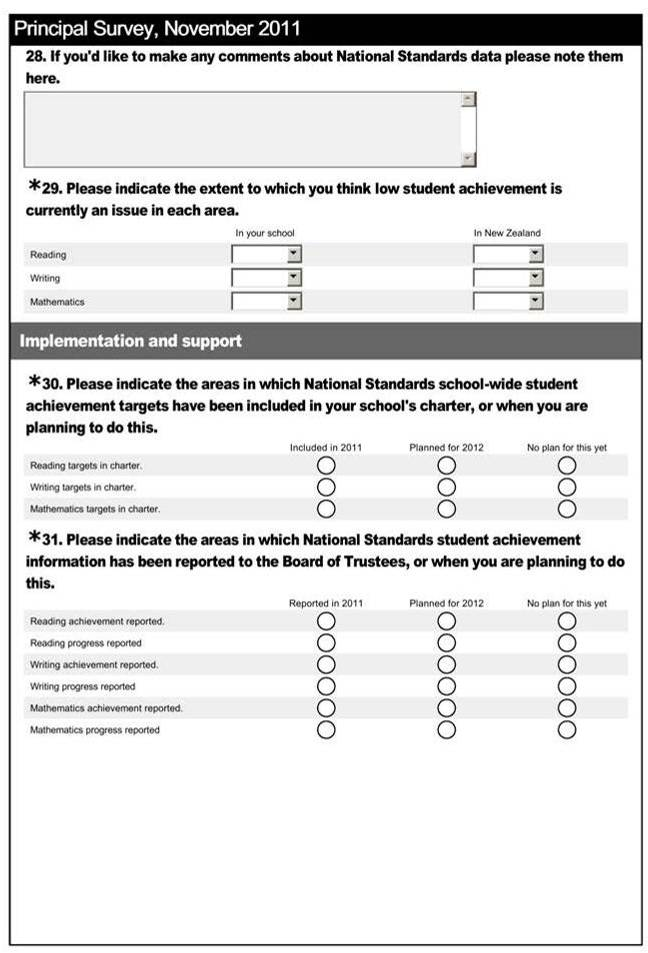 Principal Survey, November 2011
28. If you'd like to make any comments about National Standards data please note them
here.
*29. Please indicate the extent to which you think low student achievement is
currently an issue in each area.
In your school In New Zealand
Reading
Writing
Mathematics
Implementation and support
*30. Please indicate the areas in which National Standards school-wide student
achievement targets have been included in your school's charter, or when you are
planning to do this.
Included in 2011 Planned for 2012 No plan for this yet
Reading targets in charter.
Writing targets in charter.
Mathematics targets in charter.
*31. Please indicate the areas in which National Standards student achievement
information has been reported to the Board of Trustees, or when you are planning to do
this.
Reported in 2011 Planned for 2012 No plan for this yet
Reading achievement reported.
Reading progress reported
Writing achievement reported.
Writing progress reported
Mathematics achievement reported.
Mathematics progress reported